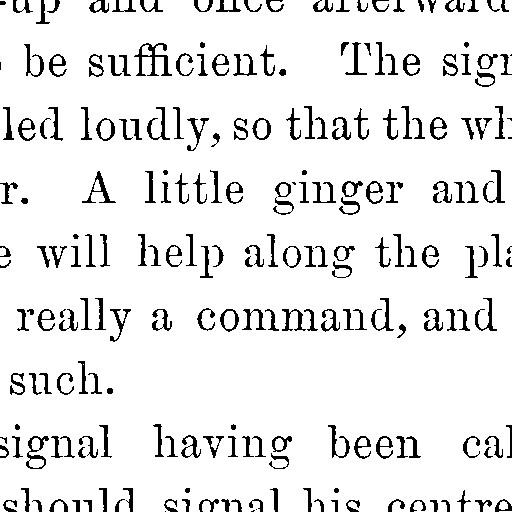 -up and once afterward
be sufficient. The sign
led loudly, so that the wh
r. A little ginger and
e will help along the pla
really a command, and
such.
signal having been cal
should signal his centre